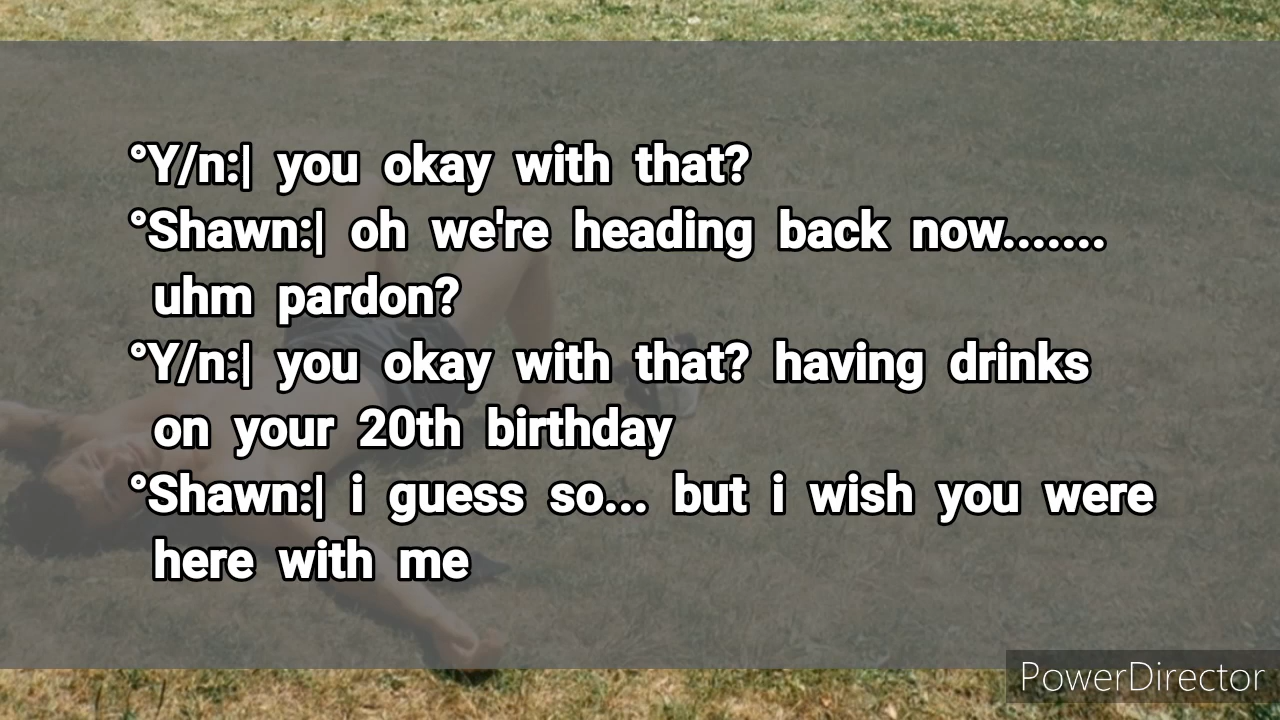 °Y/n:| you okay with that?
°Shawn:| oh we're heading back now.......
uhm pardon?
°Y/n:| you okay with that? having drinks
on your 20th birthday
°Shawn:| i guess so... but i wish you were
here with me
PowerDirector